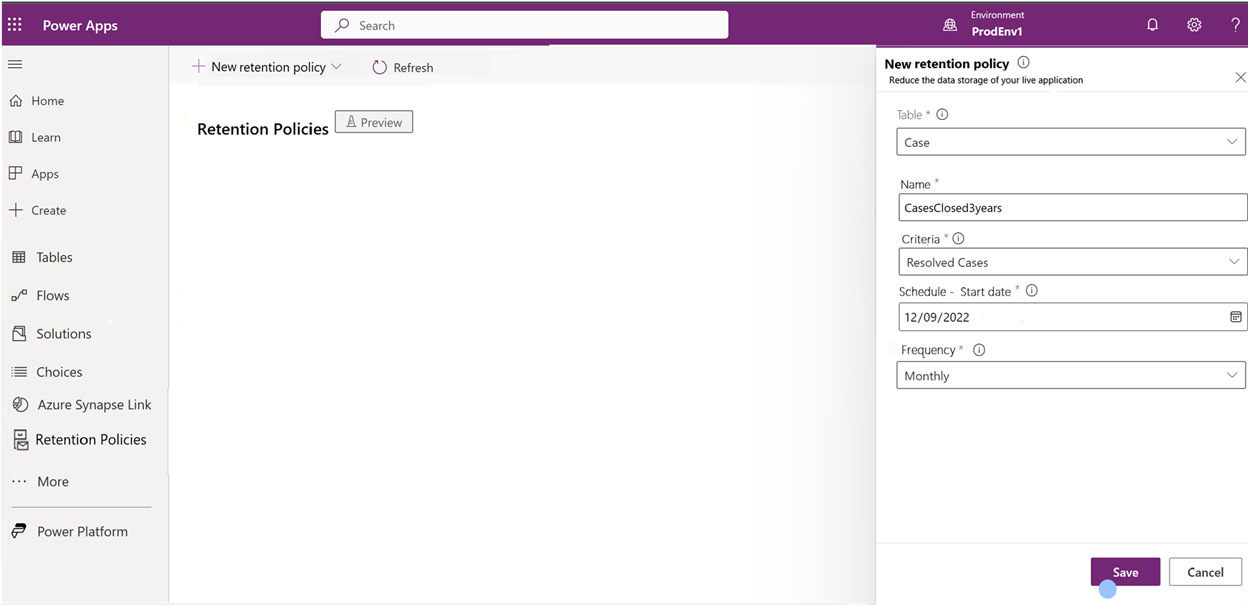 Power Apps
Search
Environment
ProdEnv1
?
Home
Learn
Apps
Create
Tables
Flows
Solutions
Choices
Azure Synapse Link
Retention Policies
More
Power Platform
New retention policy
Refresh
Retention Policies
Preview
New retention policy
Reduce the data storage of your live application
Table *
Case
Name *
CasesClosed3years
Criteria *
Resolved Cases
Schedule - Start date *
12/09/2022
Frequency *
Monthly
Save
Cancel